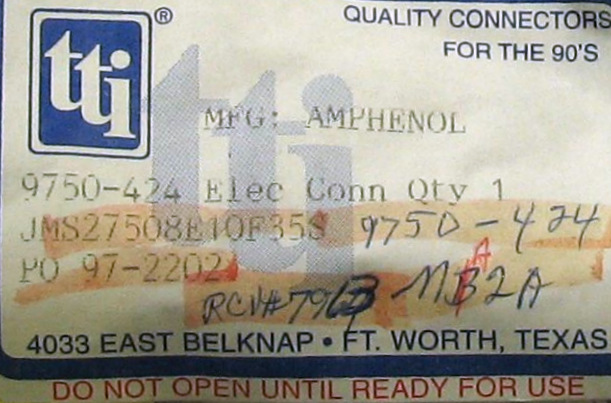 tti®
QUALITY CONNECTORS
FOR THE 90'S
MFG: AMPHENOL
9750-424 Elec Conn Qty 1
JMS27508E10F35S 9750-424
PO 97-2202
A
RCV# MB2A
4033 EAST BELKNAP • FT. WORTH, TEXAS
DO NOT OPEN UNTIL READY FOR USE